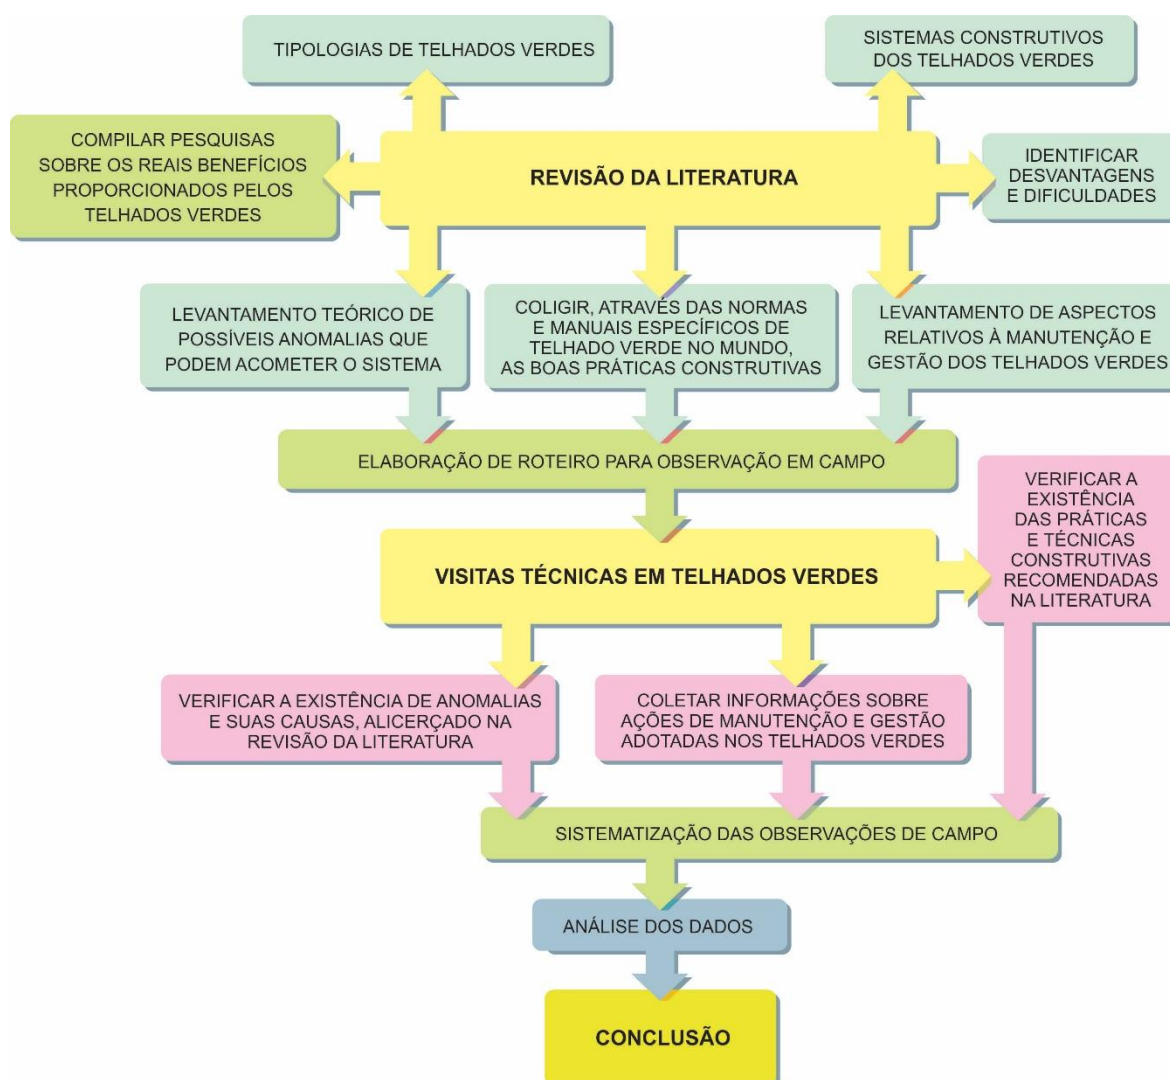 TIPOLOGIAS DE TELHADOS VERDES
SISTEMAS CONSTRUTIVOS
DOS TELHADOS VERDES
COMPILAR PESQUISAS
SOBRE OS REAIS BENEFÍCIOS
PROPORCIONADOS PELOS
TELHADOS VERDES
REVISÃO DA LITERATURA
IDENTIFICAR
DESVANTAGENS
E DIFICULDADES
LEVANTAMENTO TEÓRICO DE
POSSÍVEIS ANOMALIAS QUE
PODEM ACOMETER O SISTEMA
COLIGIR, ATRAVÉS DAS NORMAS
E MANUAIS ESPECÍFICOS DE
TELHADO VERDE NO MUNDO,
AS BOAS PRÁTICAS CONSTRUTIVAS
LEVANTAMENTO DE ASPECTOS
RELATIVOS À MANUTENÇÃO E
GESTÃO DOS TELHADOS VERDES
ELABORAÇÃO DE ROTEIRO PARA OBSERVAÇÃO EM CAMPO
VISITAS TÉCNICAS EM TELHADOS VERDES
VERIFICAR A
EXISTÊNCIA
DAS PRÁTICAS
E TÉCNICAS
CONSTRUTIVAS
RECOMENDADAS
NA LITERATURA
VERIFICAR A EXISTÊNCIA DE ANOMALIAS
E SUAS CAUSAS, ALICERÇADO NA
REVISÃO DA LITERATURA
COLETAR INFORMAÇÕES SOBRE
AÇÕES DE MANUTENÇÃO E GESTÃO
ADOTADAS NOS TELHADOS VERDES
SISTEMATIZAÇÃO DAS OBSERVAÇÕES DE CAMPO
ANÁLISE DOS DADOS
CONCLUSÃO